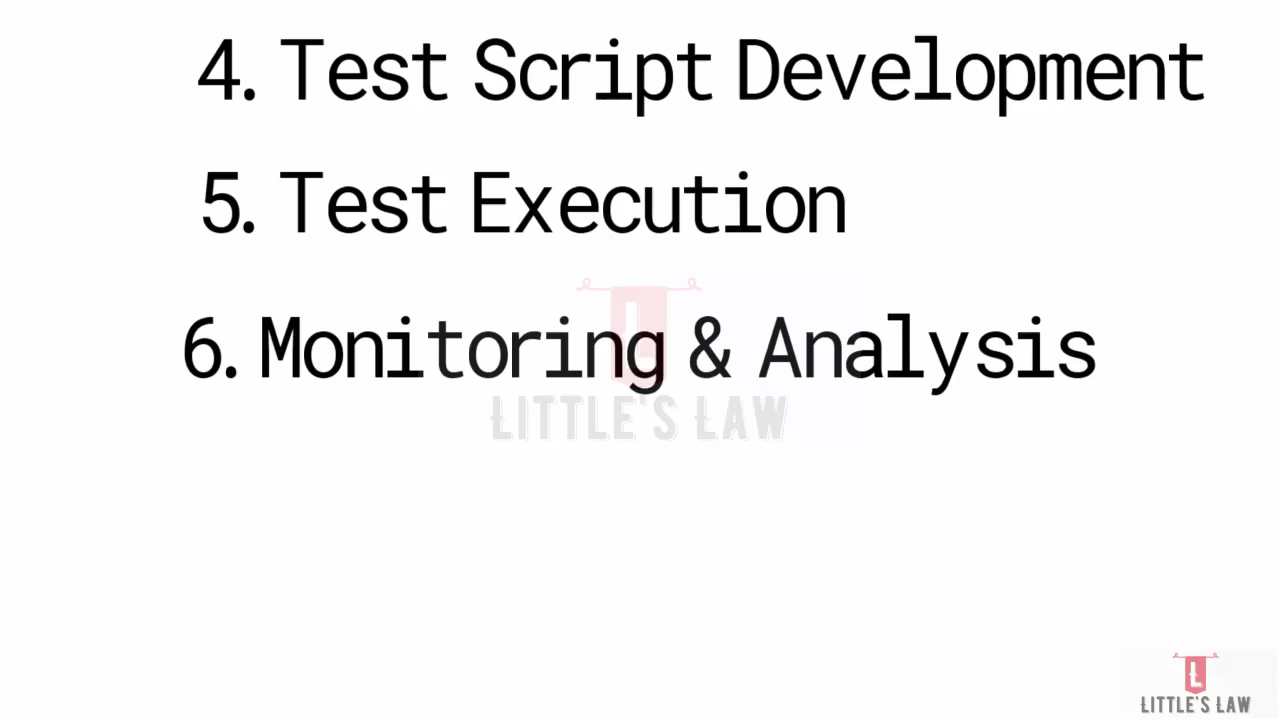 4. Test Script Development
5. Test Execution
6. Monitoring & Analysis
L
LITTLE'S LAW
L
LITTLE'S LAW